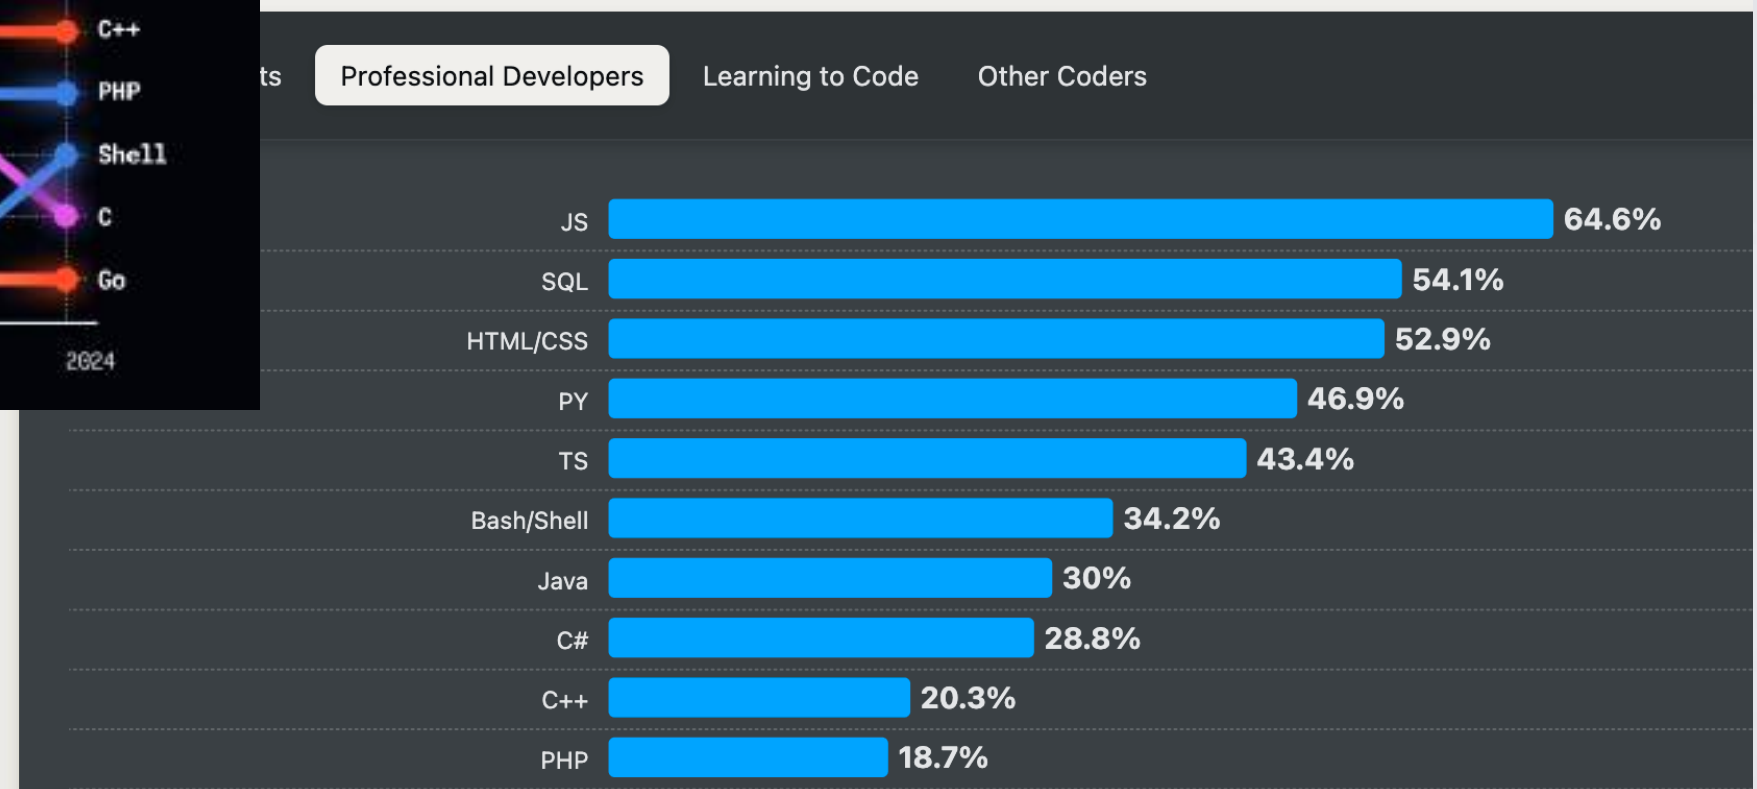 C++
PHP
Shell
C
Go
2024
ts
Professional Developers
Learning to Code
Other Coders
JS 64.6%
SQL 54.1%
HTML/CSS 52.9%
PY 46.9%
TS 43.4%
Bash/Shell 34.2%
Java 30%
C# 28.8%
C++ 20.3%
PHP 18.7%